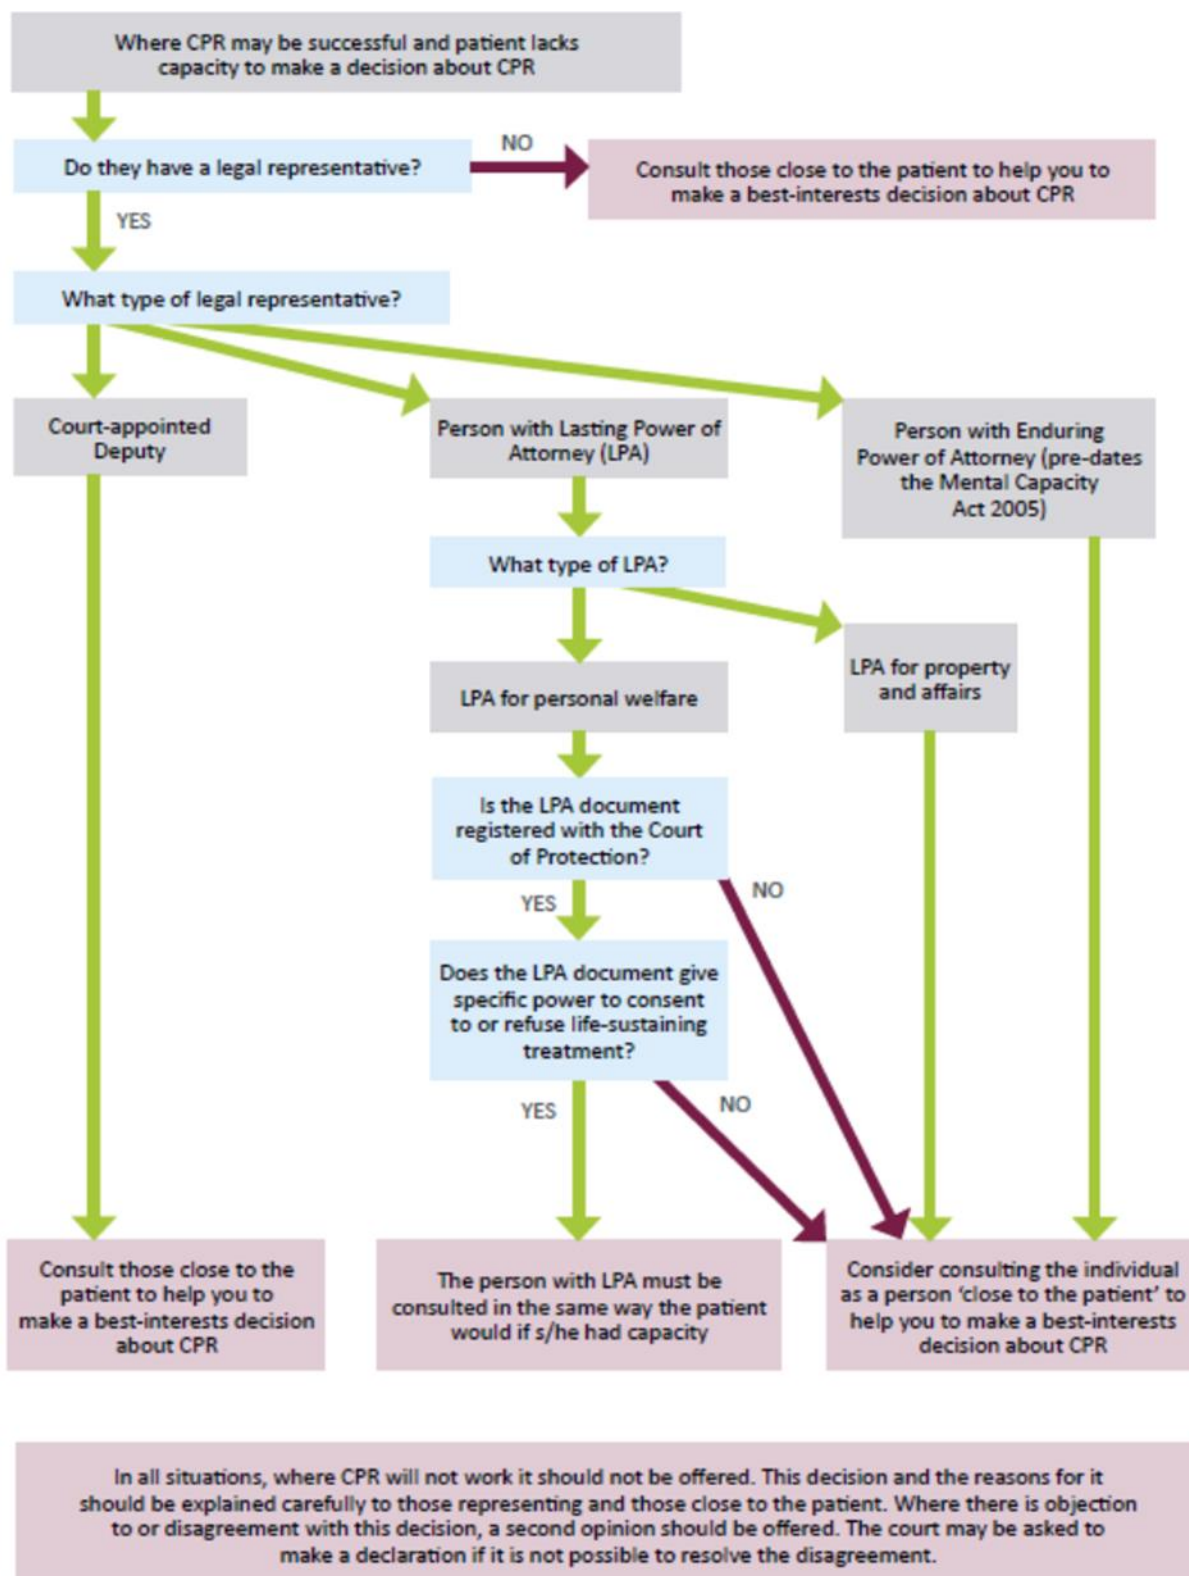 Where CPR may be successful and patient lacks
capacity to make a decision about CPR
Do they have a legal representative?
NO
Consult those close to the patient to help you to
make a best-interests decision about CPR
YES
What type of legal representative?
Court-appointed
Deputy
Person with Lasting Power of
Attorney (LPA)
Person with Enduring
Power of Attorney (pre-dates
the Mental Capacity
Act 2005)
What type of LPA?
LPA for personal welfare
LPA for property
and affairs
Is the LPA document
registered with the Court
of Protection?
YES
NO
Does the LPA document give
specific power to consent
to or refuse life-sustaining
treatment?
YES
NO
Consult those close to the
patient to help you to
make a best-interests decision
about CPR
The person with LPA must be
consulted in the same way the patient
would if s/he had capacity
Consider consulting the individual
as a person ‘close to the patient’ to
help you to make a best-interests
decision about CPR
In all situations, where CPR will not work it should not be offered. This decision and the reasons for it
should be explained carefully to those representing and those close to the patient. Where there is objection
to or disagreement with this decision, a second opinion should be offered. The court may be asked to
make a declaration if it is not possible to resolve the disagreement.